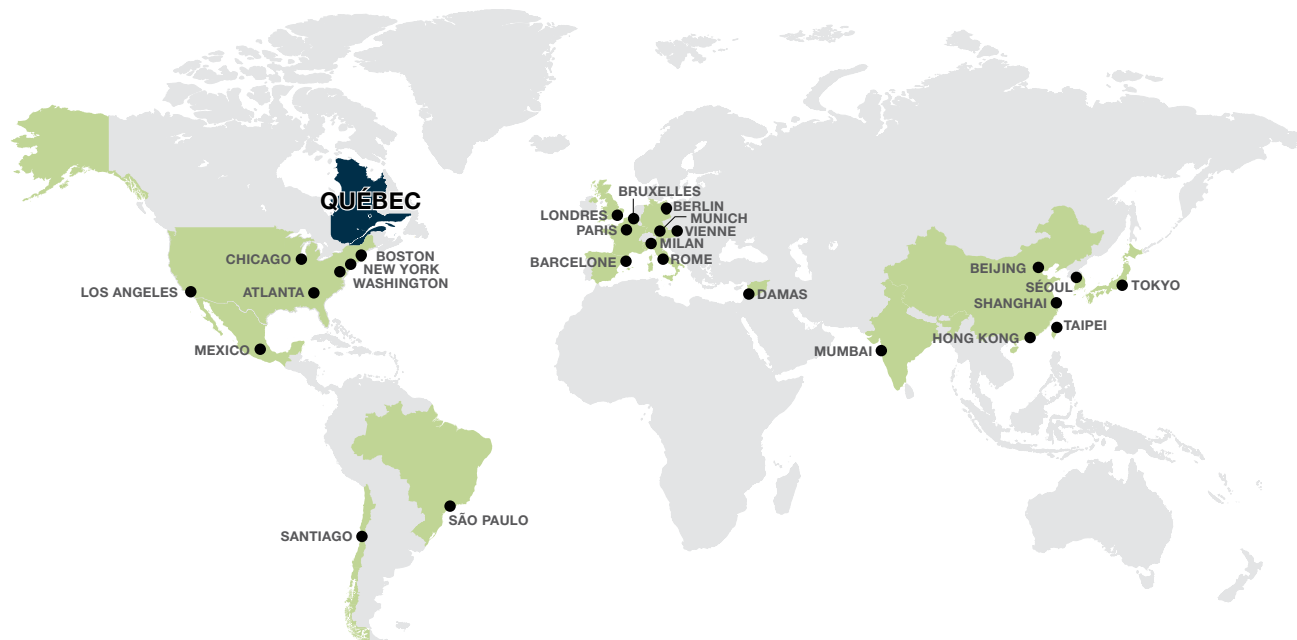 QUÉBEC
CHICAGO
BOSTON
NEW YORK
WASHINGTON
LOS ANGELES
ATLANTA
MEXICO
SANTIAGO
SÃO PAULO
BRUXELLES
LONDRES
BERLIN
MUNICH
PARIS
VIENNE
MILAN
BARCELONE
ROME
DAMAS
BEIJING
SÉOUL
TOKYO
SHANGHAI
TAIPEI
HONG KONG
MUMBAI